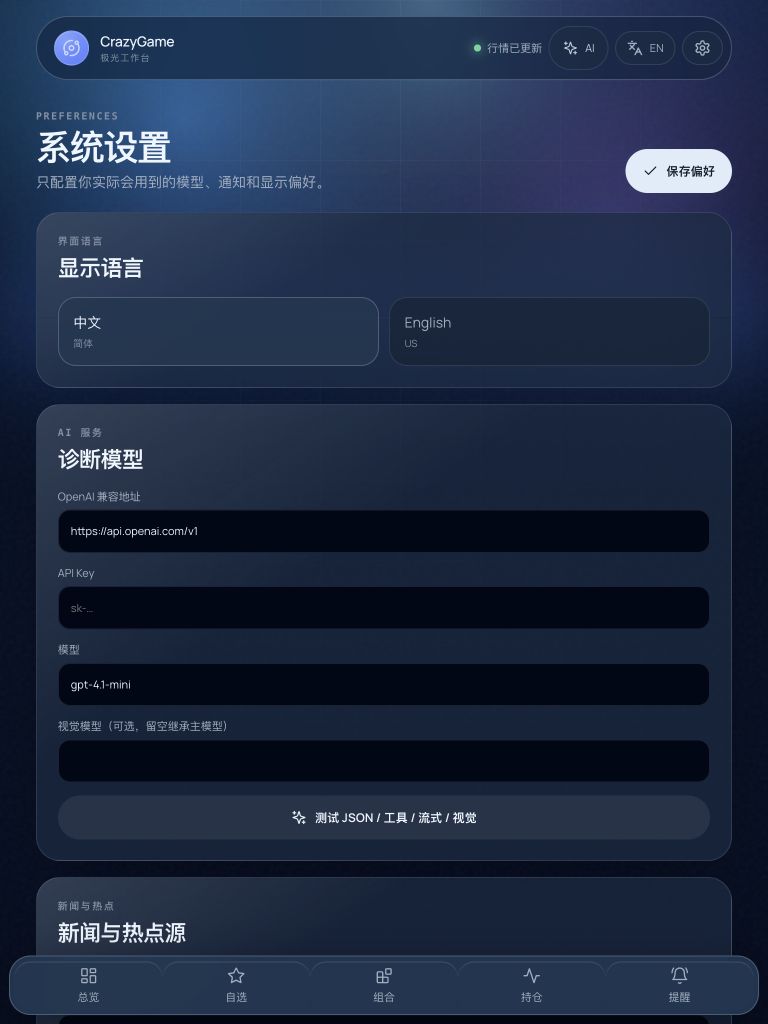 CrazyGame
极光工作台
行情已更新
AI
EN
PREFERENCES
系统设置
只配置你实际会用到的模型、通知和显示偏好。
保存偏好
界面语言
显示语言
中文
简体
English
US
AI 服务
诊断模型
OpenAI 兼容地址
https://api.openai.com/v1
API Key
sk-...
模型
gpt-4.1-mini
视觉模型（可选，留空继承主模型）
测试 JSON / 工具 / 流式 / 视觉
新闻与热点
新闻与热点源
总览
自选
组合
持仓
提醒